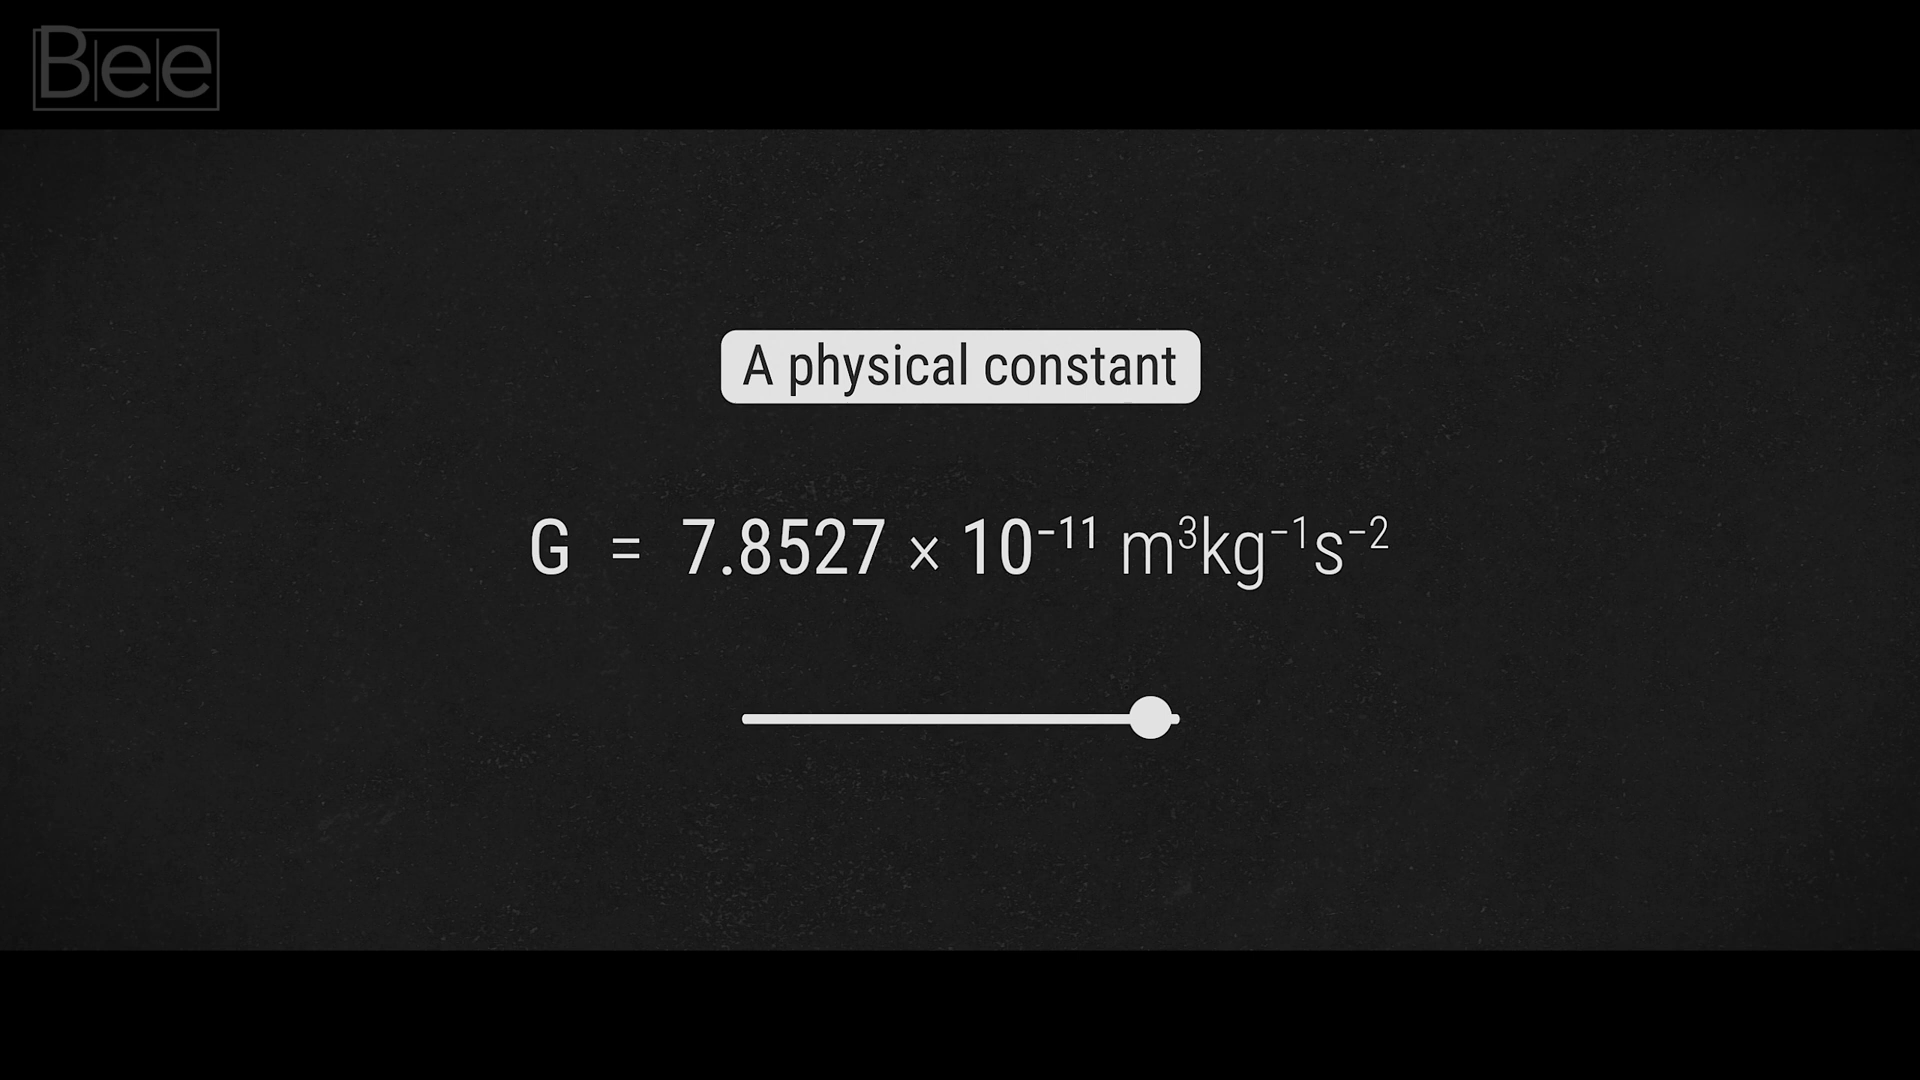 Bee
A physical constant
G = 7.8527 × 10⁻¹¹ m³kg⁻¹s⁻²